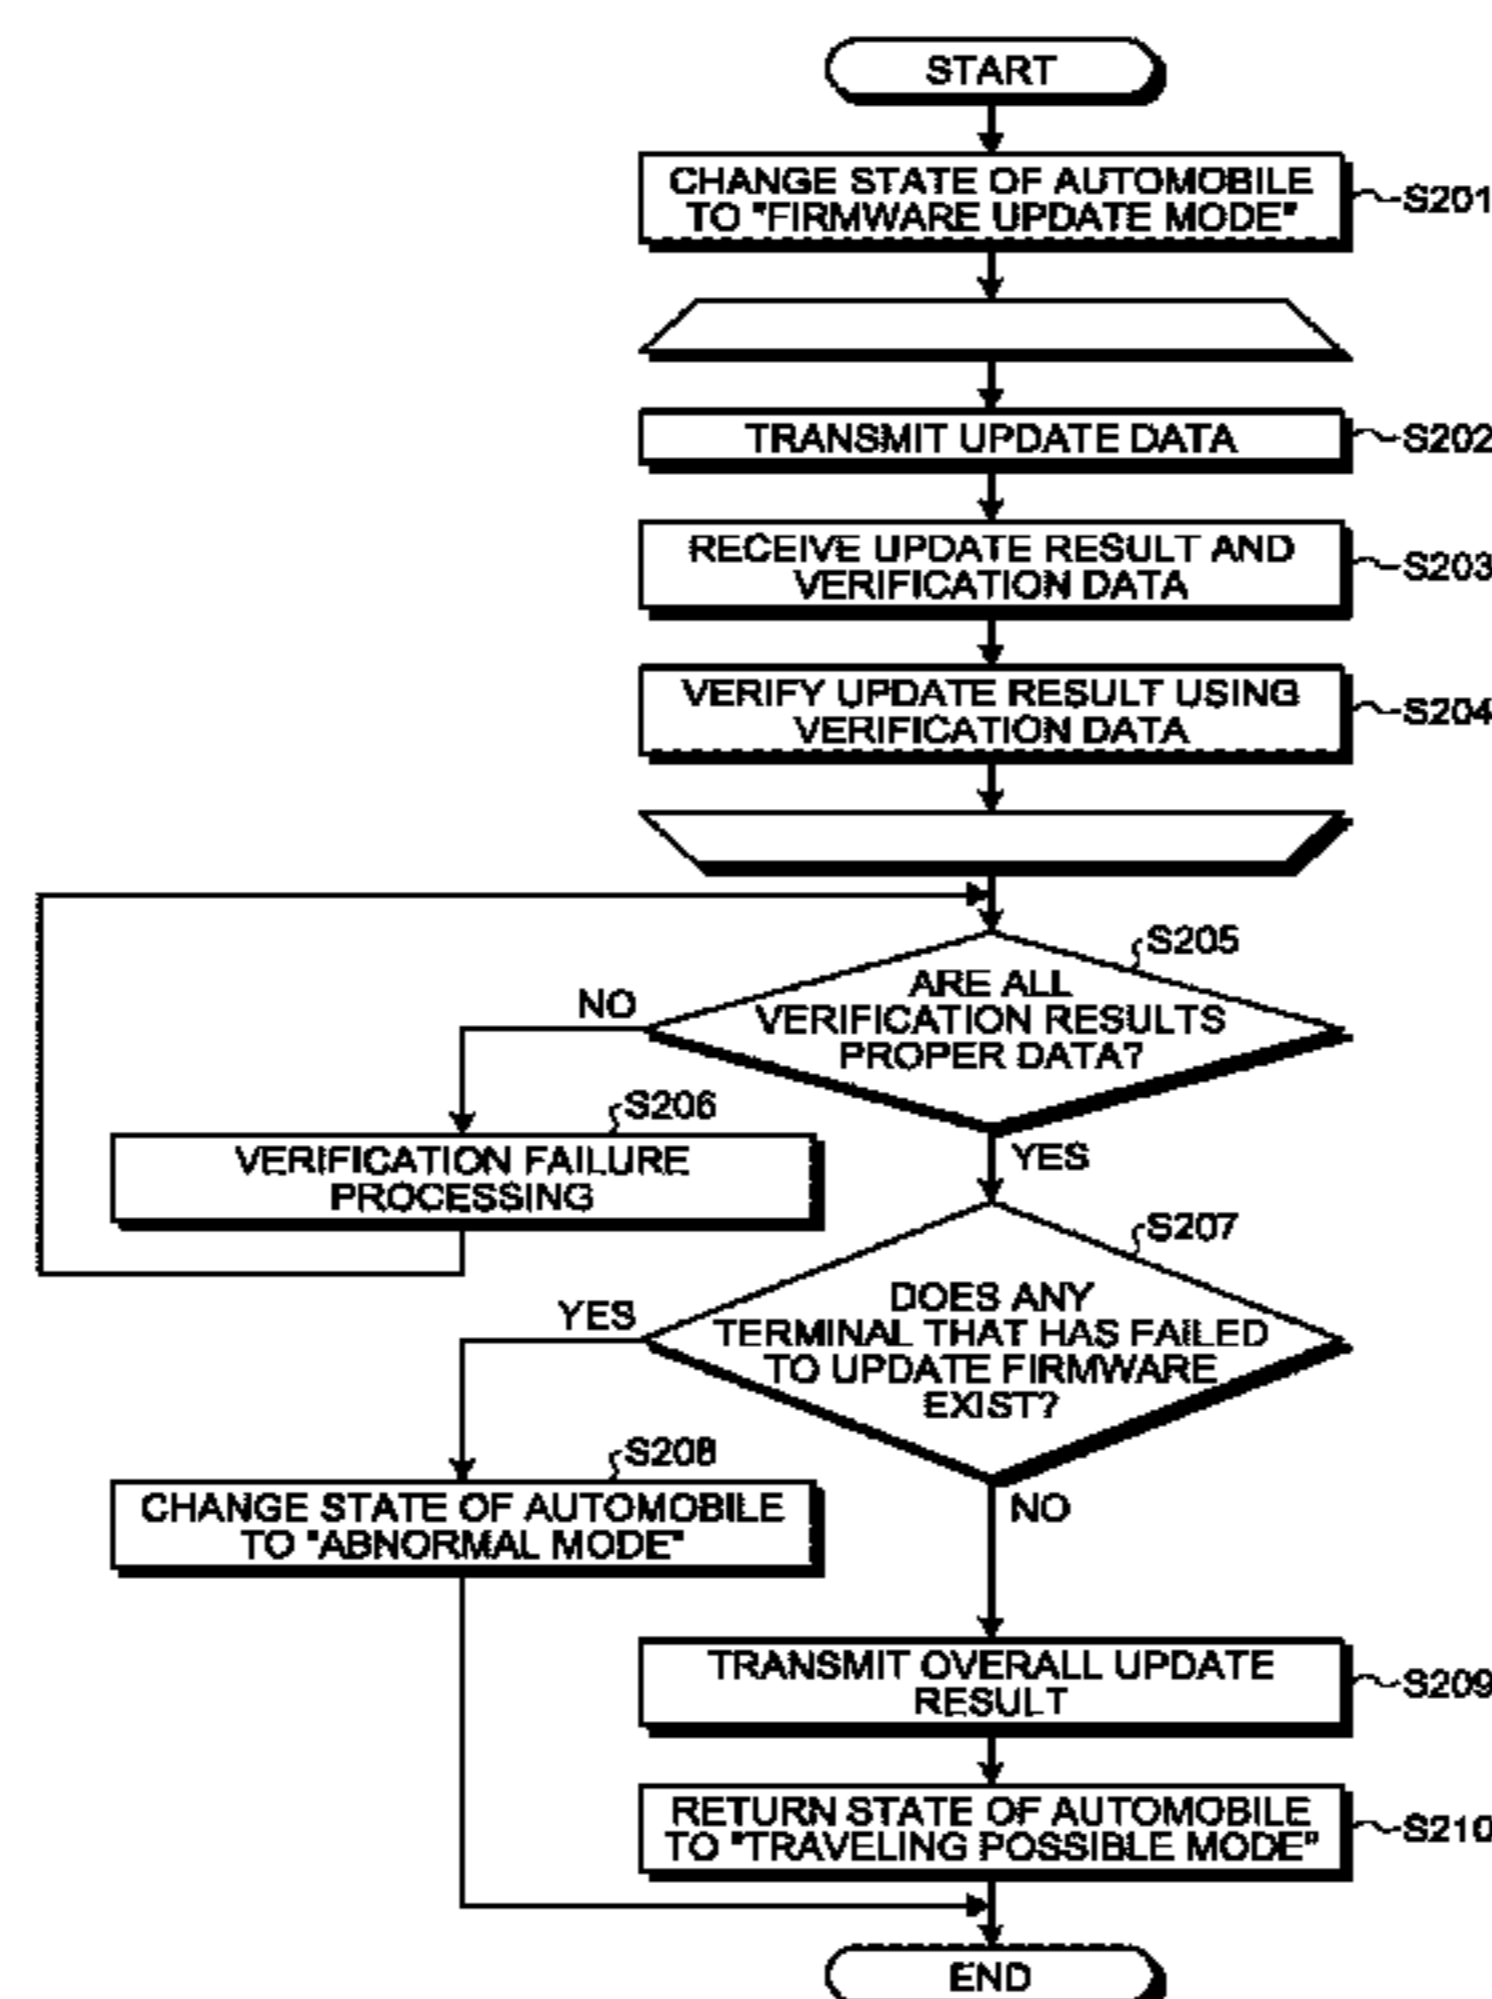 START
CHANGE STATE OF AUTOMOBILE
TO "FIRMWARE UPDATE MODE"
S201
TRANSMIT UPDATE DATA
S202
RECEIVE UPDATE RESULT AND
VERIFICATION DATA
S203
VERIFY UPDATE RESULT USING
VERIFICATION DATA
S204
S205
ARE ALL
VERIFICATION RESULTS
PROPER DATA?
NO
YES
S206
VERIFICATION FAILURE
PROCESSING
S207
DOES ANY
TERMINAL THAT HAS FAILED
TO UPDATE FIRMWARE
EXIST?
YES
NO
S208
CHANGE STATE OF AUTOMOBILE
TO "ABNORMAL MODE"
TRANSMIT OVERALL UPDATE
RESULT
S209
RETURN STATE OF AUTOMOBILE
TO "TRAVELING POSSIBLE MODE"
S210
END